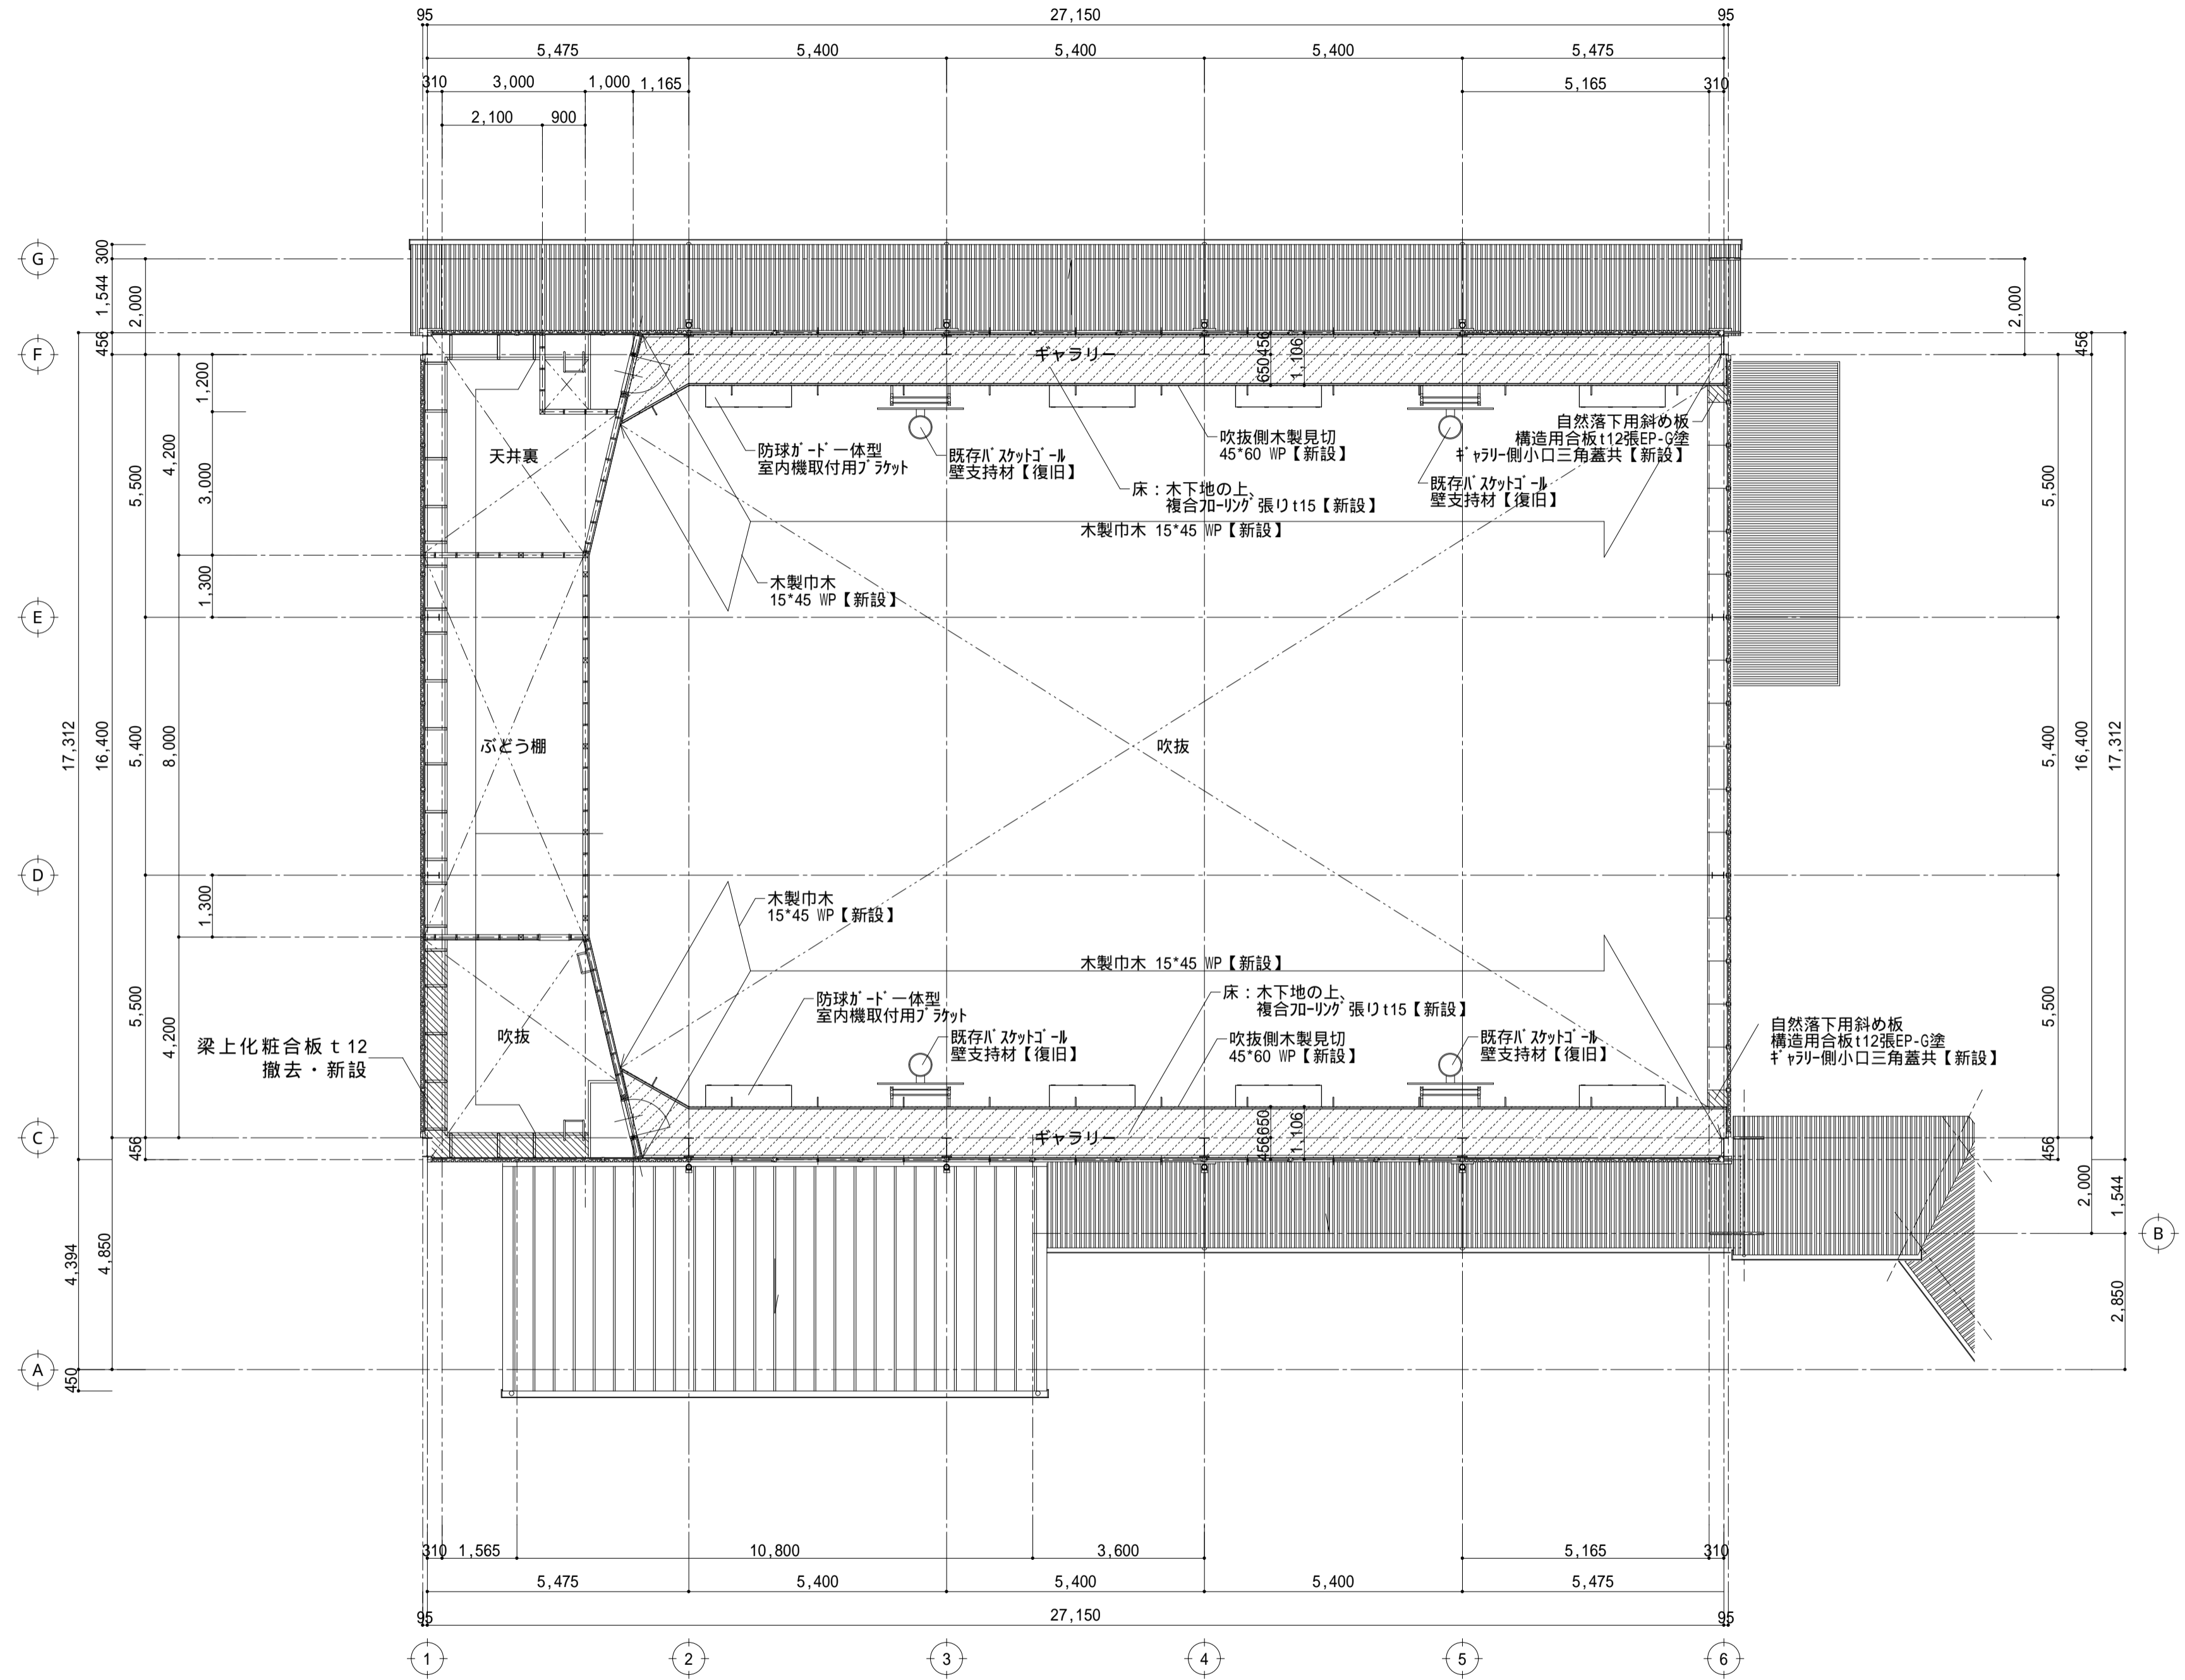 95 27,150 95
5,475 5,400 5,400 5,400 5,475
310 3,000 1,000 1,165 5,165 310
2,100 900
G
F
E
D
C
A
B
300
1,544
456
2,000
1,200
4,200
3,000
5,500
1,300
17,312
16,400
5,400
8,000
1,300
5,500
4,200
456
4,394
4,850
450
2,000
456
5,500
5,400
16,400
17,312
5,500
456
2,000
1,544
2,850
ギャラリー
456
650
1,106
天井裏
防球ガード一体型
室内機取付用ブラケット
既存バスケットゴール
壁支持材【復旧】
吹抜側木製見切
45*60 WP【新設】
自然落下用斜め板
構造用合板t12張EP-G塗
ギャラリー側小口三角蓋共【新設】
既存バスケットゴール
壁支持材【復旧】
床：木下地の上、
複合フローリング張りt15【新設】
木製巾木 15*45 WP【新設】
木製巾木
15*45 WP【新設】
ぶどう棚
吹抜
木製巾木
15*45 WP【新設】
木製巾木 15*45 WP【新設】
床：木下地の上、
複合フローリング張りt15【新設】
防球ガード一体型
室内機取付用ブラケット
既存バスケットゴール
壁支持材【復旧】
吹抜側木製見切
45*60 WP【新設】
既存バスケットゴール
壁支持材【復旧】
自然落下用斜め板
構造用合板t12張EP-G塗
ギャラリー側小口三角蓋共【新設】
梁上化粧合板ｔ12
撤去・新設
吹抜
ギャラリー
650
456
1,106
310 1,565 10,800 3,600 5,165 310
5,475 5,400 5,400 5,400 5,475
95 27,150 95
1 2 3 4 5 6